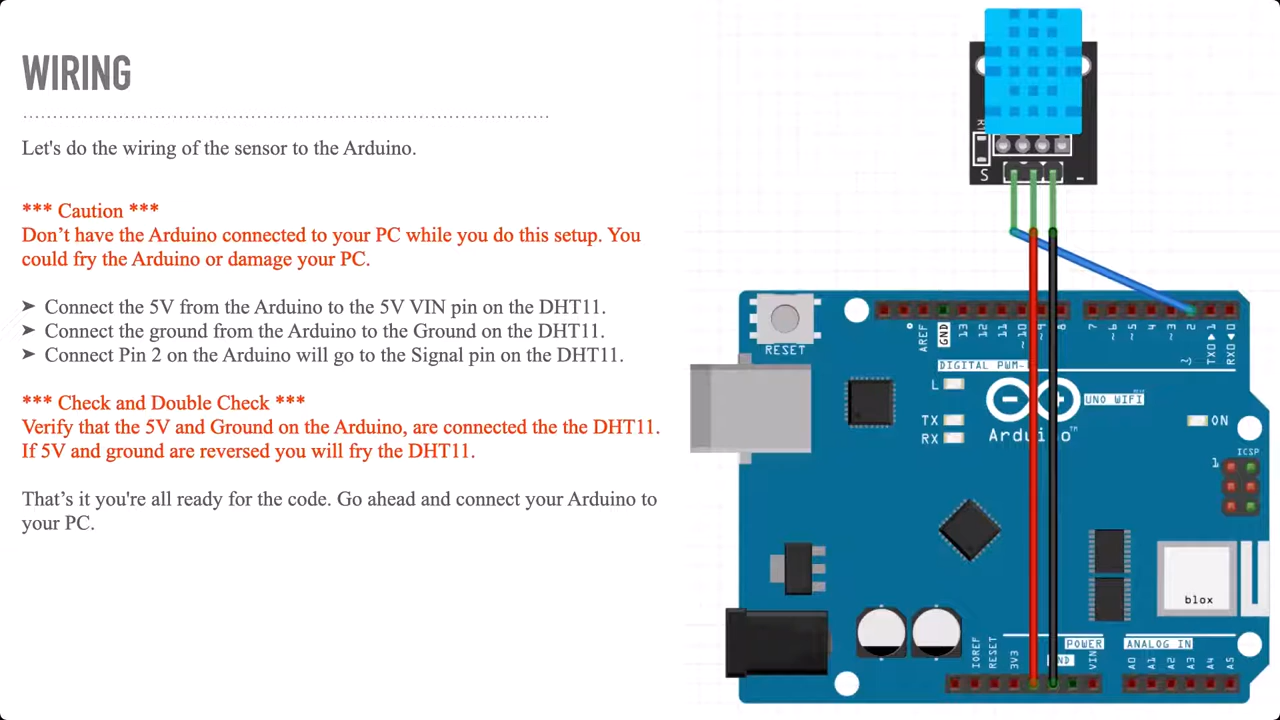 WIRING
Let's do the wiring of the sensor to the Arduino.
*** Caution ***
Don’t have the Arduino connected to your PC while you do this setup. You
could fry the Arduino or damage your PC.
➤ Connect the 5V from the Arduino to the 5V VIN pin on the DHT11.
➤ Connect the ground from the Arduino to the Ground on the DHT11.
➤ Connect Pin 2 on the Arduino will go to the Signal pin on the DHT11.
*** Check and Double Check ***
Verify that the 5V and Ground on the Arduino, are connected the the DHT11.
If 5V and ground are reversed you will fry the DHT11.
That’s it you're all ready for the code. Go ahead and connect your Arduino to
your PC.
S
-
RESET
AREF
GND
13
12
11
~10
~9
8
7
~6
~5
4
~3
2
TX0 ▶ 1
RX0 ◀ 0
DIGITAL PWM
L
TX
RX
UNO WIFI
Arduino™
ON
ICSP
1
blox
IOREF
RESET
3V3
POWER
VIN
ANALOG IN
A0
A1
A2
A3
A4
A5